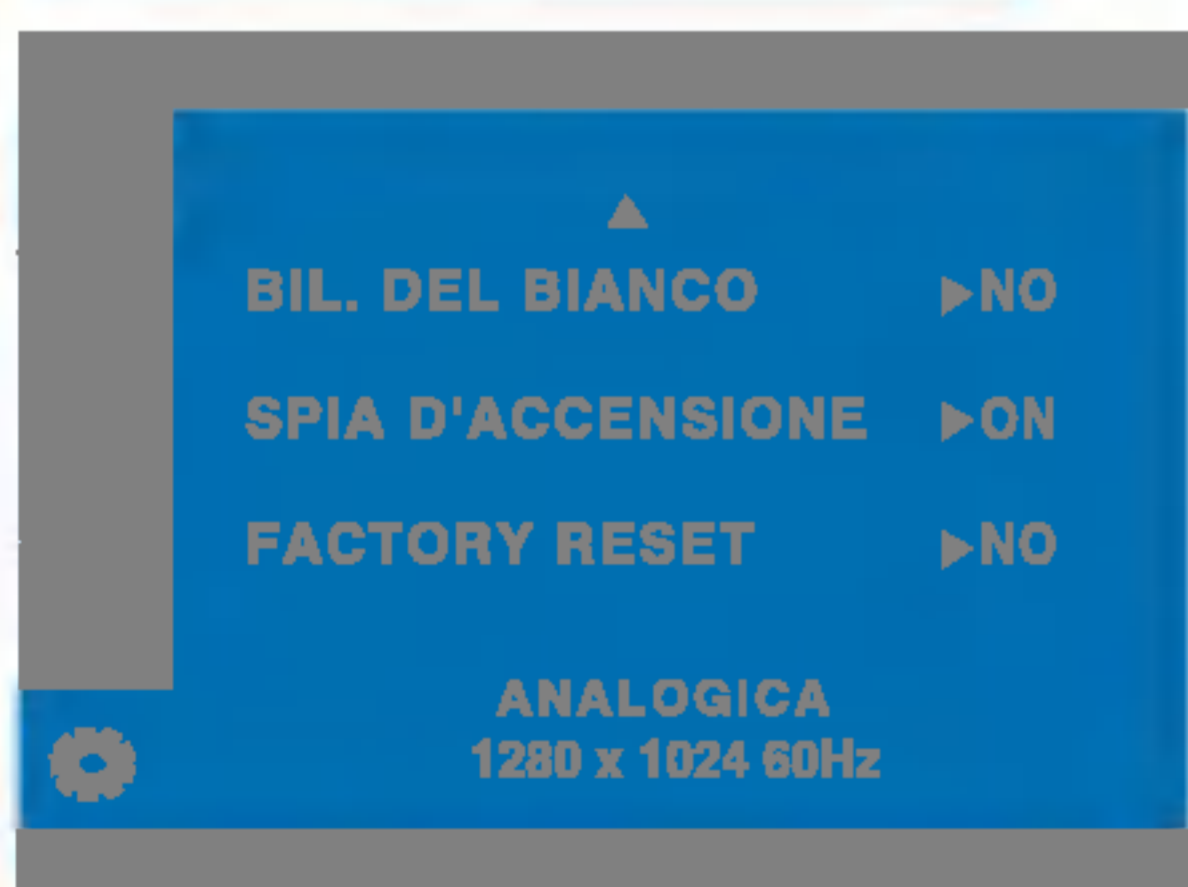 BIL. DEL BIANCO ▶NO
SPIA D'ACCENSIONE ▶ON
FACTORY RESET ▶NO
ANALOGICA
1280 x 1024 60Hz